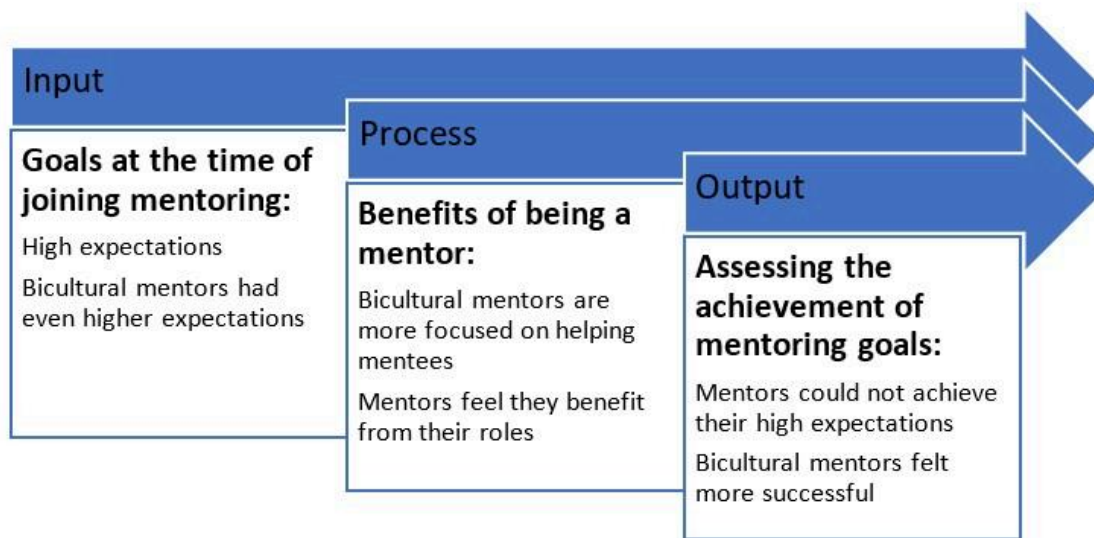 Input
Goals at the time of
joining mentoring:
High expectations
Bicultural mentors had
even higher expectations
Process
Benefits of being a
mentor:
Bicultural mentors are
more focused on helping
mentees
Mentors feel they benefit
from their roles
Output
Assessing the
achievement of
mentoring goals:
Mentors could not achieve
their high expectations
Bicultural mentors felt
more successful